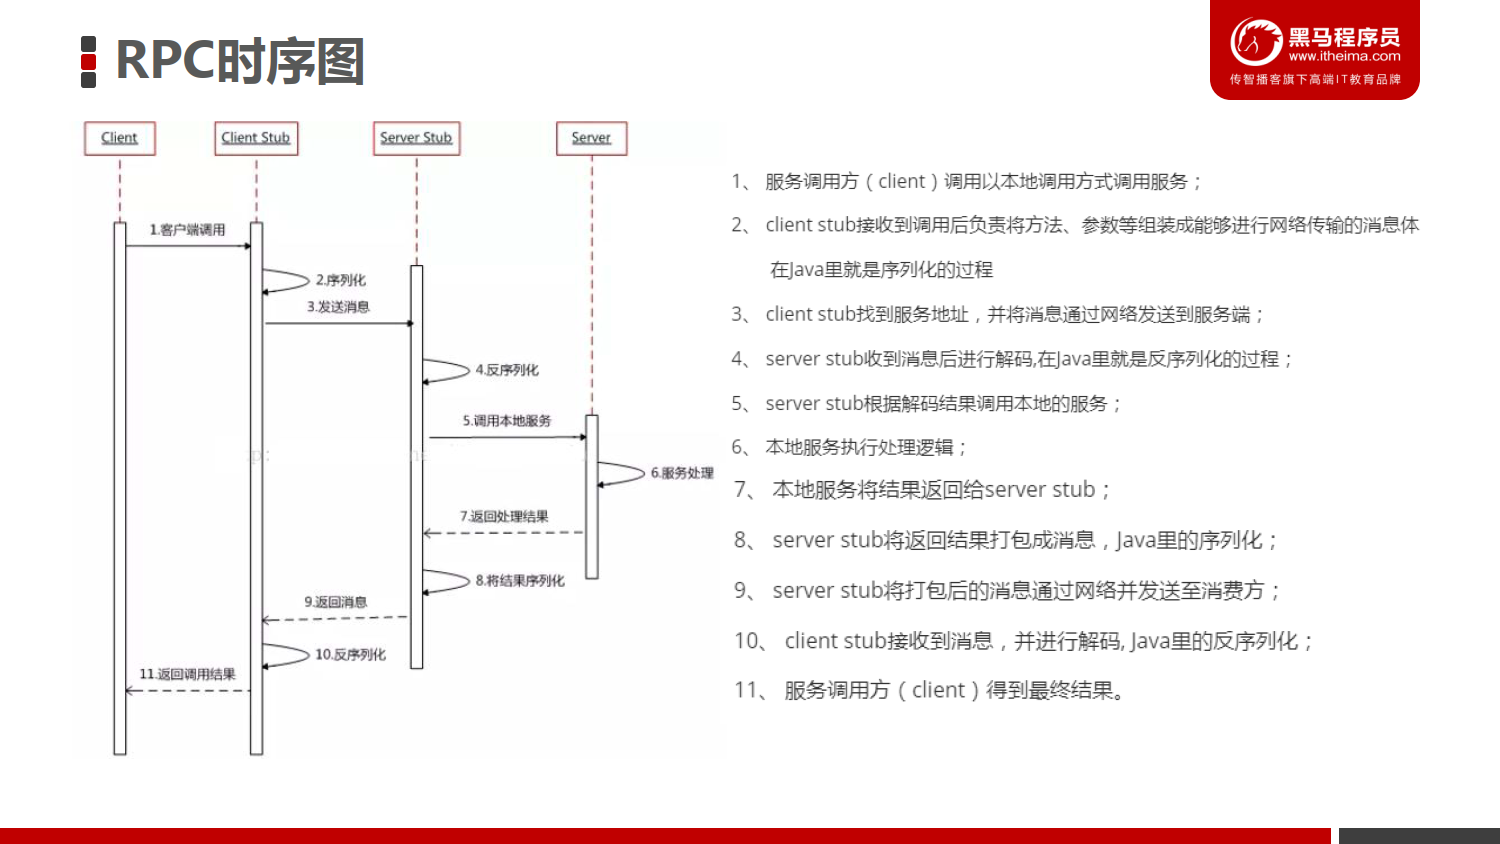 RPC时序图
黑马程序员
www.itheima.com
传智播客旗下高端IT教育品牌
Client
Client Stub
Server Stub
Server
1.客户端调用
2.序列化
3.发送消息
4.反序列化
5.调用本地服务
6.服务处理
7.返回处理结果
8.将结果序列化
9.返回消息
10.反序列化
11.返回调用结果
1、 服务调用方（client）调用以本地调用方式调用服务；
2、 client stub接收到调用后负责将方法、参数等组装成能够进行网络传输的消息体
在Java里就是序列化的过程
3、 client stub找到服务地址，并将消息通过网络发送到服务端；
4、 server stub收到消息后进行解码,在Java里就是反序列化的过程；
5、 server stub根据解码结果调用本地的服务；
6、 本地服务执行处理逻辑；
7、 本地服务将结果返回给server stub；
8、 server stub将返回结果打包成消息，Java里的序列化；
9、 server stub将打包后的消息通过网络并发送至消费方；
10、 client stub接收到消息，并进行解码, Java里的反序列化；
11、 服务调用方（client）得到最终结果。